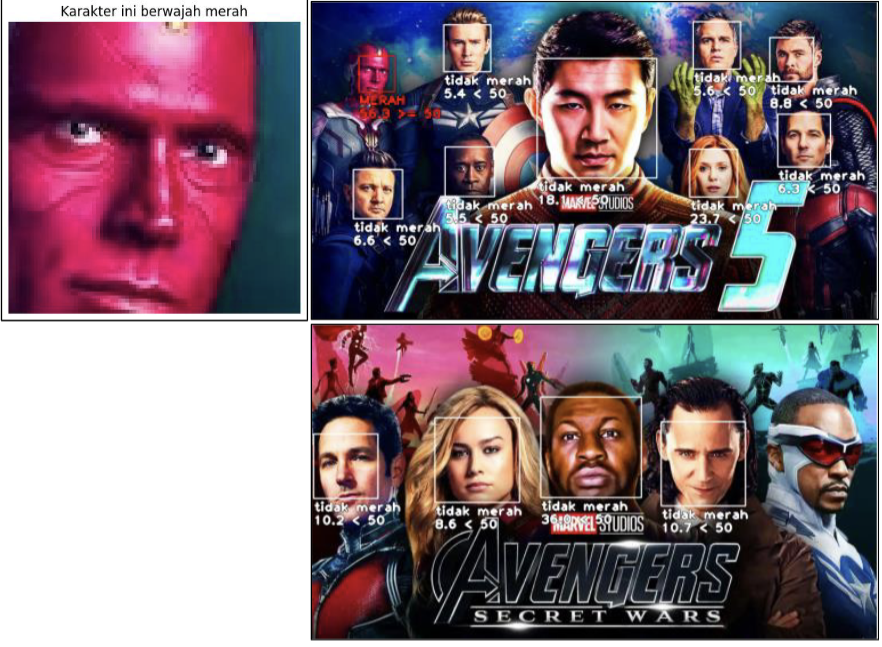 Karakter ini berwajah merah
MERAH
56.3 >= 50
tidak merah
5.4 < 50
tidak merah
5.6 < 50
tidak merah
8.8 < 50
tidak merah
6.3 < 50
tidak merah
18.
tidak merah
5.5 < 50
tidak merah
23.7 < 50
tidak merah
6.6 < 50
MARVEL STUDIOS
AVENGERS 5
tidak merah
10.2 < 50
tidak merah
8.6 < 50
tidak merah
36.0 < 50
tidak merah
10.7 < 50
MARVEL STUDIOS
AVENGERS
SECRET WARS